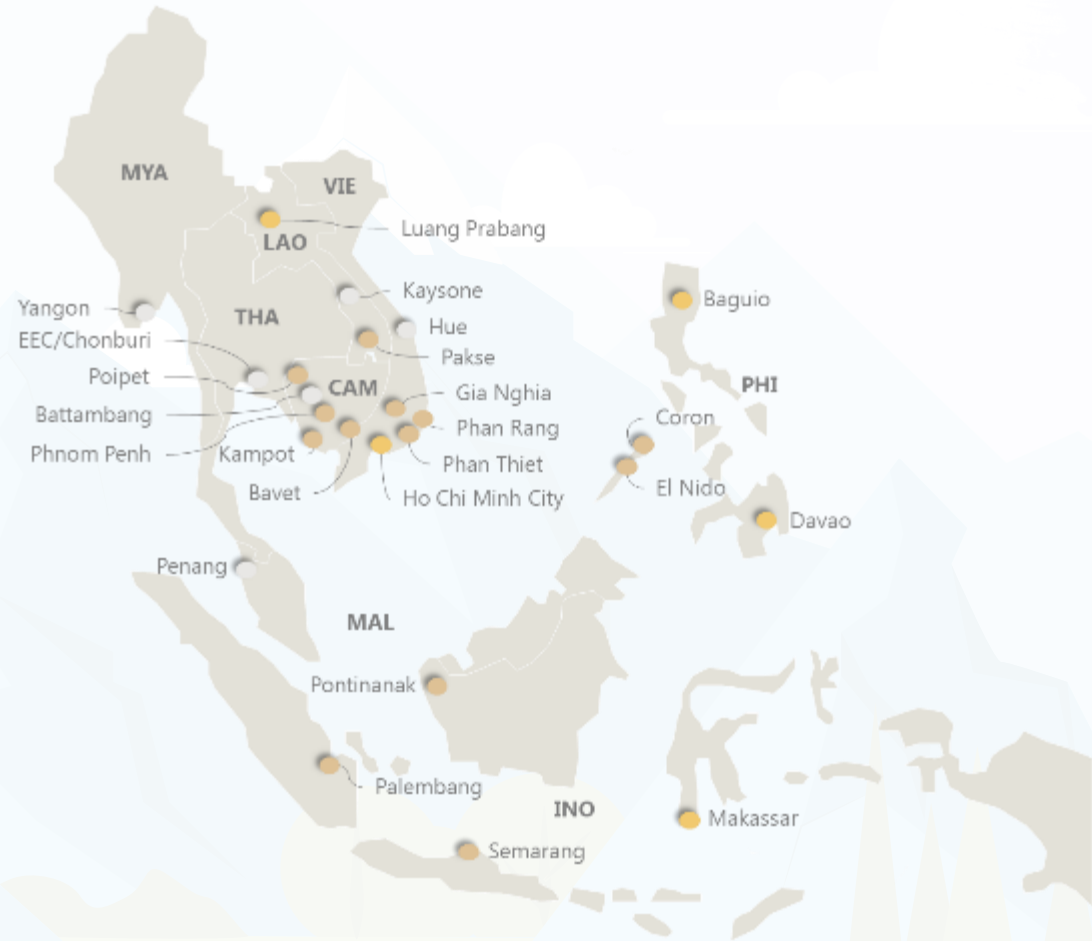 MYA
VIE
Luang Prabang
LAO
Kaysone
Yangon
THA
Hue
Baguio
EEC/Chonburi
Pakse
Poipet
CAM
PHI
Gia Nghia
Battambang
Coron
Phan Rang
Phnom Penh
Kampot
Phan Thiet
El Nido
Bavet
Ho Chi Minh City
Davao
Penang
MAL
Pontinanak
Palembang
INO
Makassar
Semarang